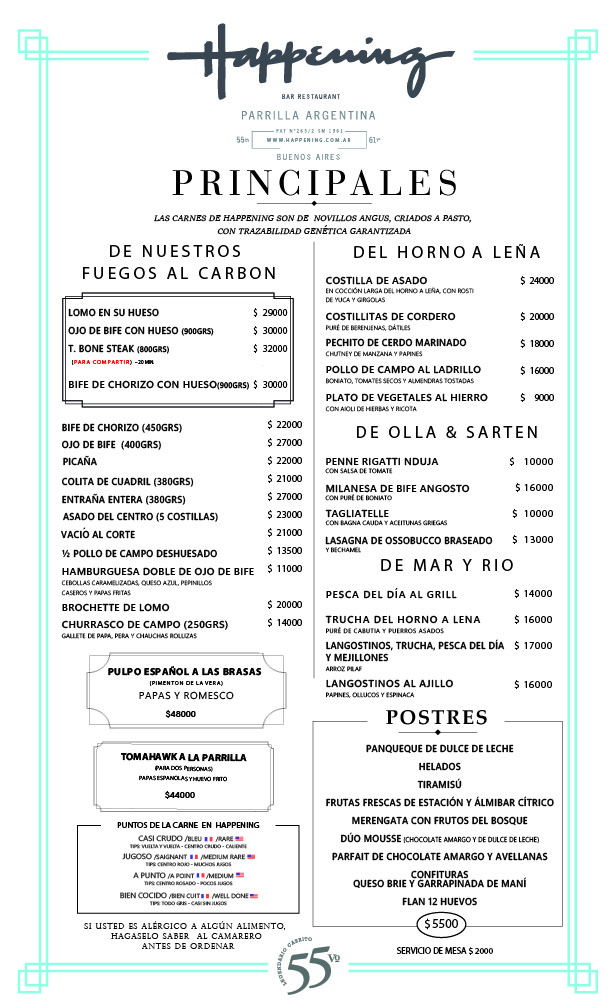 Happening
BAR RESTAURANT
PARRILLA ARGENTINA
PAT Nº263/2 SM 1961
55th WWW.HAPPENING.COM.AR
BUENOS AIRES
PRINCIPALES
LAS CARNES DE HAPPENING SON DE NOVILLOS ANGUS, CRIADOS A PASTO,
CON TRAZABILIDAD GENÉTICA GARANTIZADA
DE NUESTROS
FUEGOS AL CARBON
LOMO EN SU HUESO $ 29000
OJO DE BIFE CON HUESO (900GRS) $ 30000
T. BONE STEAK (800GRS) $ 32000
(PARA COMPARTIR) -20 MIN
BIFE DE CHORIZO CON HUESO(900GRS) $ 30000
BIFE DE CHORIZO (450GRS) $ 22000
OJO DE BIFE (400GRS) $ 27000
PICAÑA $ 22000
COLITA DE CUADRIL (380GRS) $ 21000
ENTRAÑA ENTERA (380GRS) $ 27000
ASADO DEL CENTRO (5 COSTILLAS) $ 23000
VACÍO AL CORTE $ 21000
½ POLLO DE CAMPO DESHUESADO $ 13500
HAMBURGUESA DOBLE DE OJO DE BIFE $ 11000
CEBOLLAS CARAMELIZADAS, QUESO AZUL, PEPINILLOS
CASEROS Y PAPAS FRITAS
BROCHETTE DE LOMO $ 20000
CHURRASCO DE CAMPO (250GRS) $ 14000
GALLETE DE PAPA, PERA Y CHAUCHAS ROLLIZAS
PULPO ESPAÑOL A LAS BRASAS
(PIMENTON DE LA VERA)
PAPAS Y ROMESCO
$48000
TOMAHAWK A LA PARRILLA
(PARA DOS PERSONAS)
PAPAS ESPAÑOLAS Y HUEVO FRITO
$44000
PUNTOS DE LA CARNE EN HAPPENING
CASI CRUDO /BLEU /RARE
TIPS: VUELTA Y VUELTA - CENTRO CRUDO - CALIENTE
JUGOSO /SAIGNANT /MEDIUM RARE
TIPS: CENTRO ROJO - MUCHOS JUGOS
A PUNTO /A POINT /MEDIUM
TIPS: CENTRO ROSADO - POCOS JUGOS
BIEN COCIDO /BIEN CUIT /WELL DONE
TIPS: TODO GRIS - CASI SIN JUGOS
SI USTED ES ALÉRGICO A ALGÚN ALIMENTO,
HAGASELO SABER AL CAMARERO
ANTES DE ORDENAR
DEL HORNO A LEÑA
COSTILLA DE ASADO $ 24000
EN COCCIÓN LARGA DEL HORNO A LEÑA, CON ROSTI
DE YUCA Y GIRGOLAS
COSTILLITAS DE CORDERO $ 20000
PURÉ DE BERENJENAS, DÁTILES
PECHITO DE CERDO MARINADO $ 18000
CHUTNEY DE MANZANA Y PAPINES
POLLO DE CAMPO AL LADRILLO $ 16000
BONIATO, TOMATES SECOS Y ALMENDRAS TOSTADAS
PLATO DE VEGETALES AL HIERRO $ 9000
CON AIOLI DE HIERBAS Y RICOTA
DE OLLA & SARTEN
PENNE RIGATTI NDUJA $ 10000
CON SALSA DE TOMATE
MILANESA DE BIFE ANGOSTO $ 16000
CON PURÉ DE BONIATO
TAGLIATELLE $ 10000
CON BAGNA CAUDA Y ACEITUNAS GRIEGAS
LASAGNA DE OSSOBUCCO BRASEADO $ 13000
Y BECHAMEL
DE MAR Y RIO
PESCA DEL DÍA AL GRILL $ 14000
TRUCHA DEL HORNO A LENA $ 16000
PURÉ DE CABUTIA Y PUERROS ASADOS
LANGOSTINOS, TRUCHA, PESCA DEL DÍA $ 17000
Y MEJILLONES
ARROZ PILAF
LANGOSTINOS AL AJILLO $ 16000
PAPINES, OLLUCOS Y ESPINACA
POSTRES
PANQUEQUE DE DULCE DE LECHE
HELADOS
TIRAMISÚ
FRUTAS FRESCAS DE ESTACIÓN Y ÁLMIBAR CÍTRICO
MERENGATA CON FRUTOS DEL BOSQUE
DÚO MOUSSE (CHOCOLATE AMARGO Y DE DULCE DE LECHE)
PARFAIT DE CHOCOLATE AMARGO Y AVELLANAS
CONFITURAS
QUESO BRIE Y GARRAPINADA DE MANÍ
FLAN 12 HUEVOS
$ 5500
SERVICIO DE MESA $ 2000
LEGENDARIO CARRITO
55VO